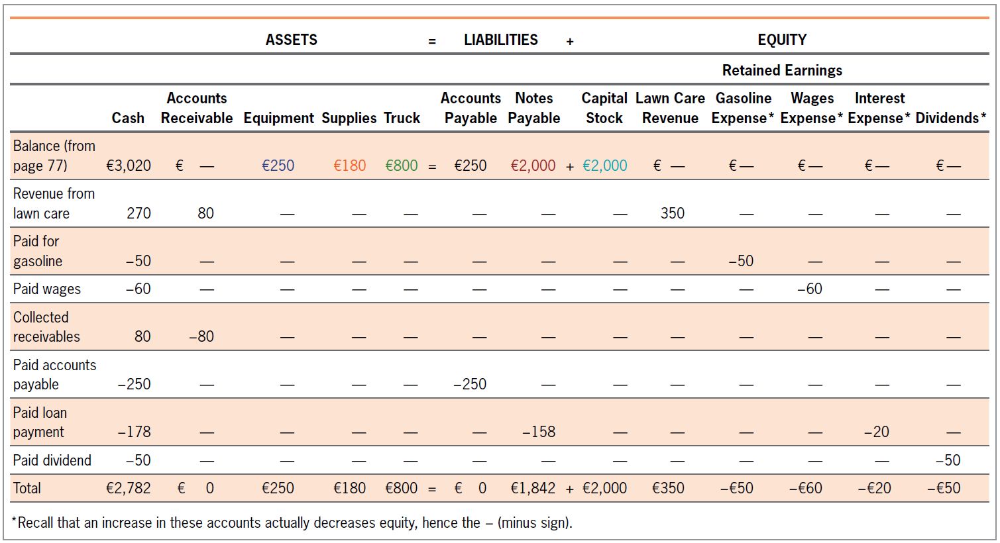 ASSETS = LIABILITIES + EQUITY
Retained Earnings
Accounts Accounts Notes Capital Lawn Care Gasoline Wages Interest
Cash Receivable Equipment Supplies Truck Payable Payable Stock Revenue Expense* Expense* Expense* Dividends*
Balance (from
page 77) €3,020 € — €250 €180 €800 = €250 €2,000 + €2,000 € — €— €— €— €—
Revenue from
lawn care 270 80 — — — — — — 350 — — — —
Paid for
gasoline –50 — — — — — — — — –50 — — —
Paid wages –60 — — — — — — — — — –60 — —
Collected
receivables 80 –80 — — — — — — — — — — —
Paid accounts
payable –250 — — — — –250 — — — — — — —
Paid loan
payment –178 — — — — — –158 — — — — –20 —
Paid dividend –50 — — — — — — — — — — — –50
Total €2,782 € 0 €250 €180 €800 = € 0 €1,842 + €2,000 €350 –€50 –€60 –€20 –€50
*Recall that an increase in these accounts actually decreases equity, hence the – (minus sign).